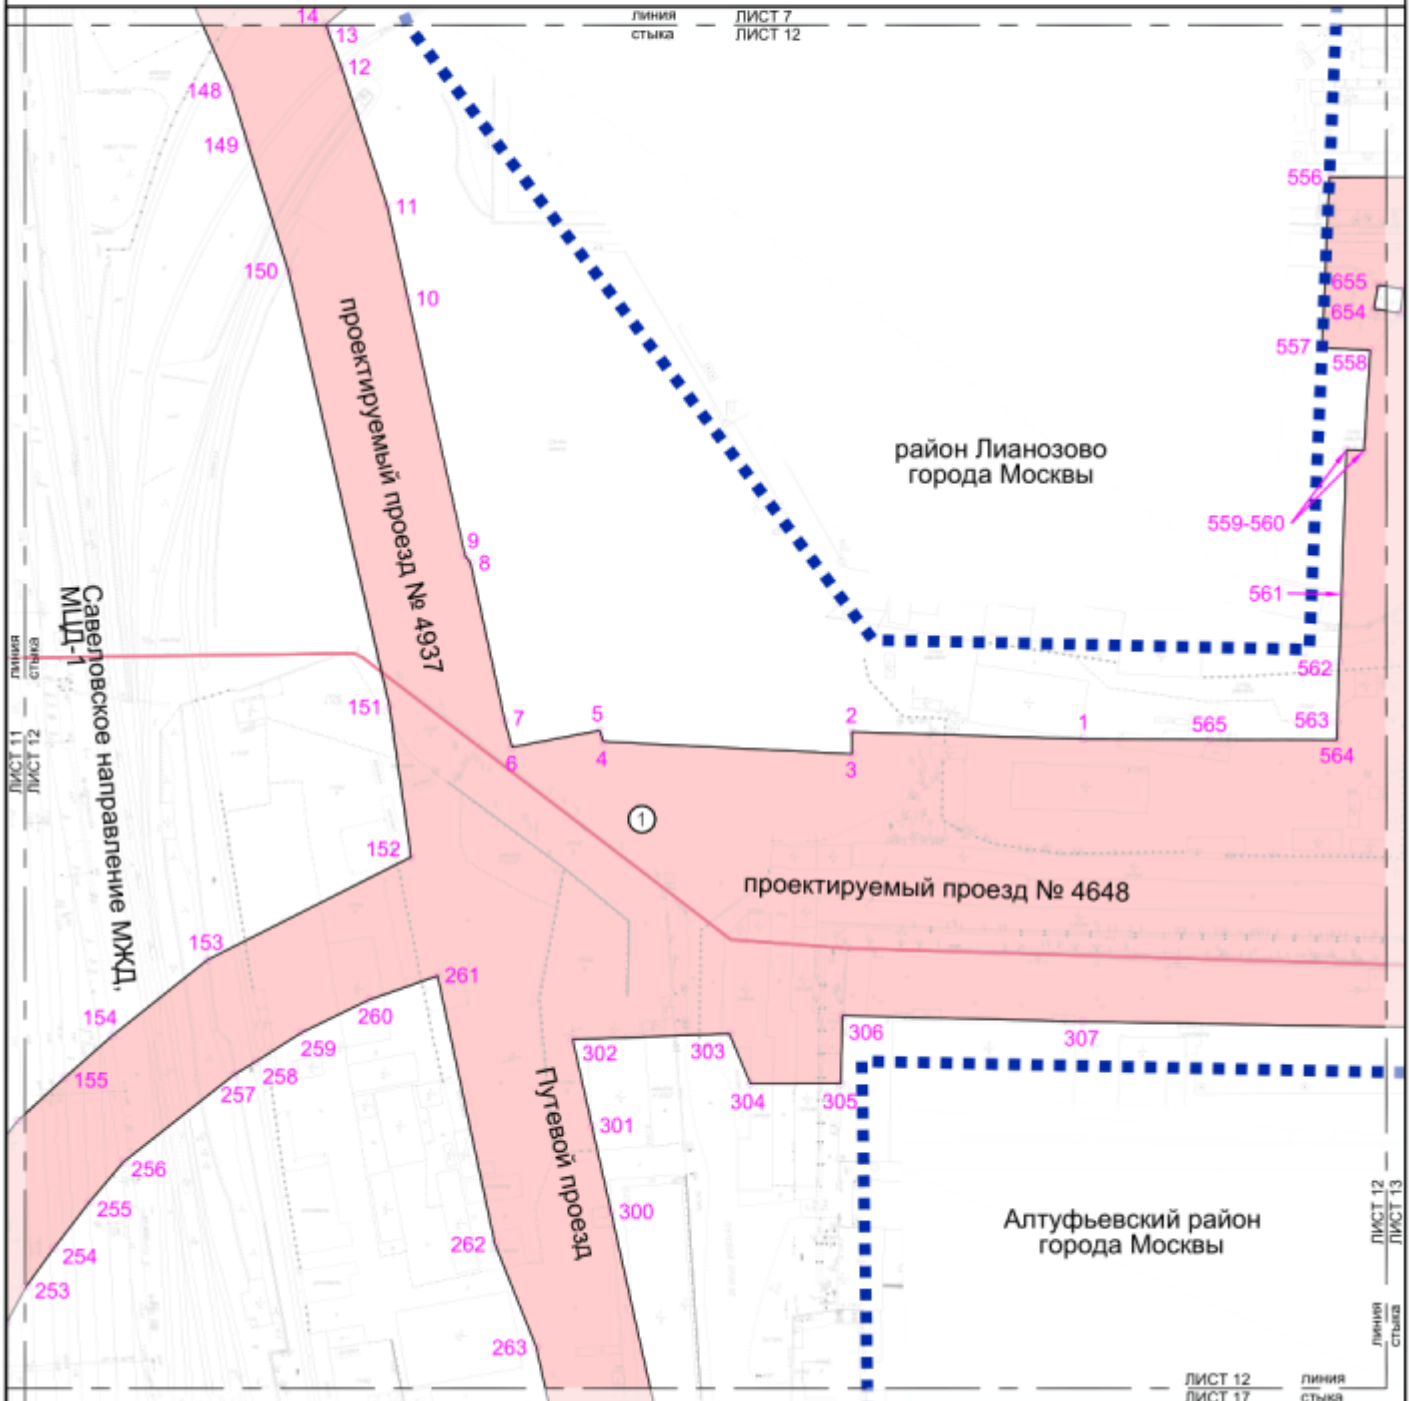 линия ЛИСТ 7
стыка ЛИСТ 12
14
13
12
148
149
11
150
10
556
655
654
557
558
проектируемый проезд № 4937
район Лианозово
города Москвы
559-560
9
8
561
Савеловское направление МЖД,
МЦД-1
линия
стыка
ЛИСТ 11
ЛИСТ 12
562
151
7
5
2
1
565
563
6
4
3
564
1
152
проектируемый проезд № 4648
153
261
154
260
259
302
303
306
307
155
258
257
304
305
Путевой проезд
301
256
255
300
254
262
253
263
Алтуфьевский район
города Москвы
ЛИСТ 12
ЛИСТ 13
линия
стыка
ЛИСТ 12 линия
ЛИСТ 17 стыка